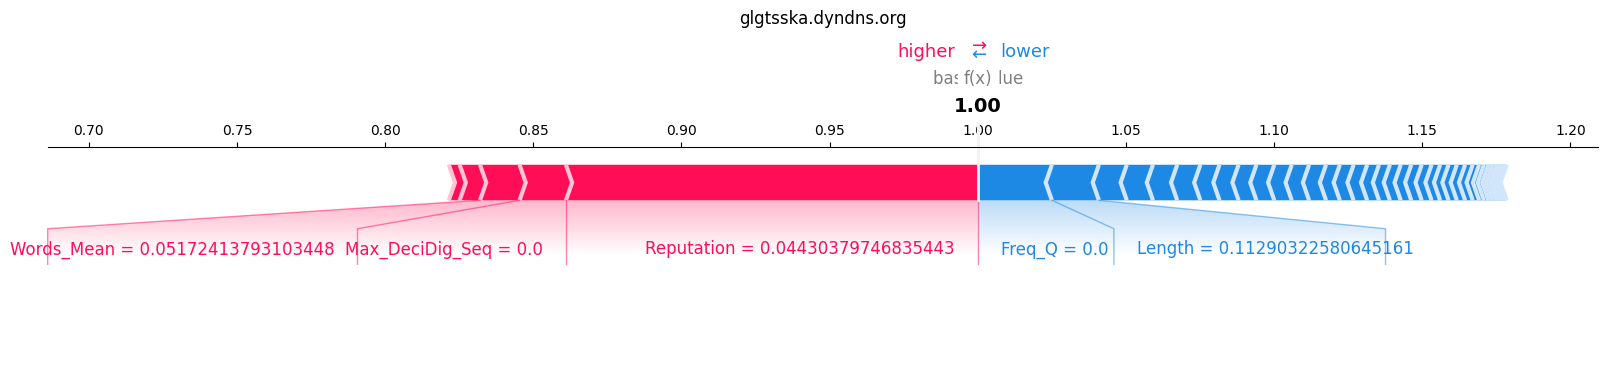 glgtsska.dyndns.org
higher ⇄ lower
bas f(x) lue
1.00
0.70 0.75 0.80 0.85 0.90 0.95 1.00 1.05 1.10 1.15 1.20
Words_Mean = 0.05172413793103448 Max_DeciDig_Seq = 0.0 Reputation = 0.04430379746835443 Freq_Q = 0.0 Length = 0.11290322580645161